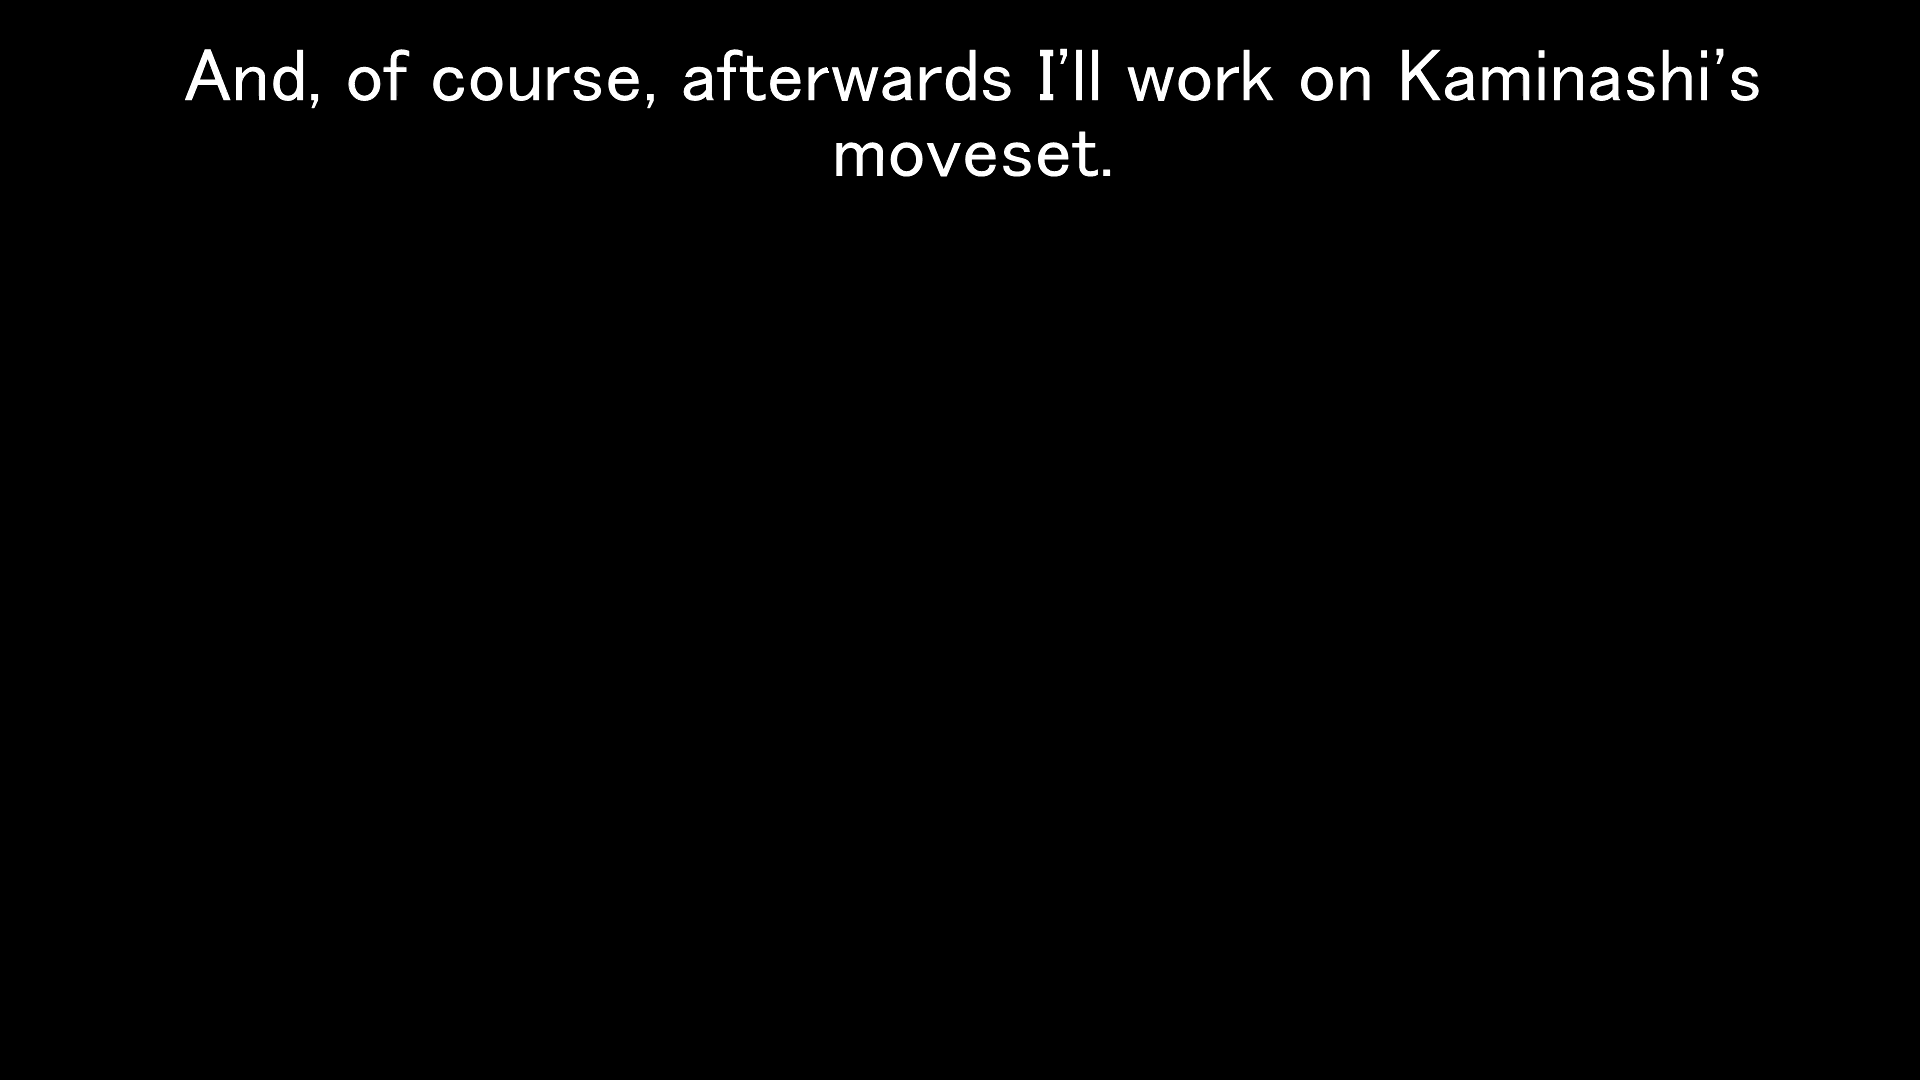 And, of course, afterwards I’ll work on Kaminashi’s
moveset.